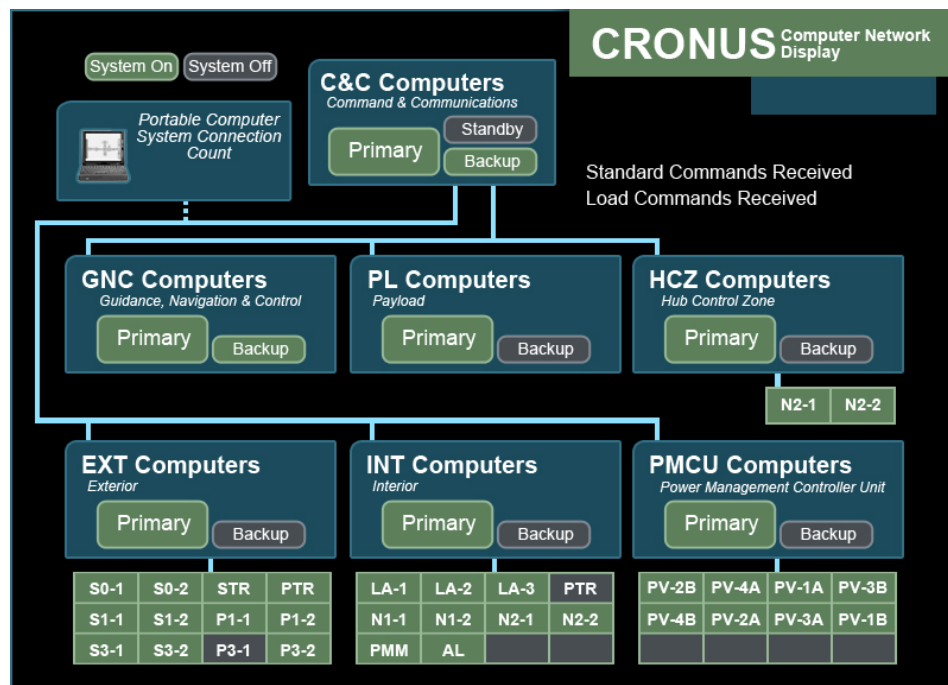 CRONUS Computer Network
Display
System On System Off
C&C Computers
Command & Communications
Primary
Standby
Backup
Portable Computer
System Connection
Count
Standard Commands Received
Load Commands Received
GNC Computers
Guidance, Navigation & Control
Primary
Backup
PL Computers
Payload
Primary
Backup
HCZ Computers
Hub Control Zone
Primary
Backup
N2-1 N2-2
EXT Computers
Exterior
Primary
Backup
S0-1 S0-2 STR PTR
S1-1 S1-2 P1-1 P1-2
S3-1 S3-2 P3-1 P3-2
INT Computers
Interior
Primary
Backup
LA-1 LA-2 LA-3 PTR
N1-1 N1-2 N2-1 N2-2
PMM AL
PMCU Computers
Power Management Controller Unit
Primary
Backup
PV-2B PV-4A PV-1A PV-3B
PV-4B PV-2A PV-3A PV-1B